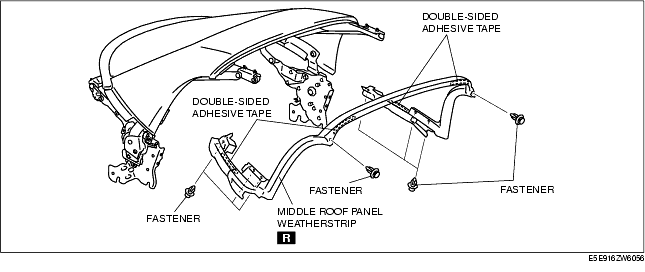 DOUBLE-SIDED
ADHESIVE TAPE
DOUBLE-SIDED
ADHESIVE TAPE
FASTENER
FASTENER
FASTENER
MIDDLE ROOF PANEL
WEATHERSTRIP
R
E5E916ZW6056